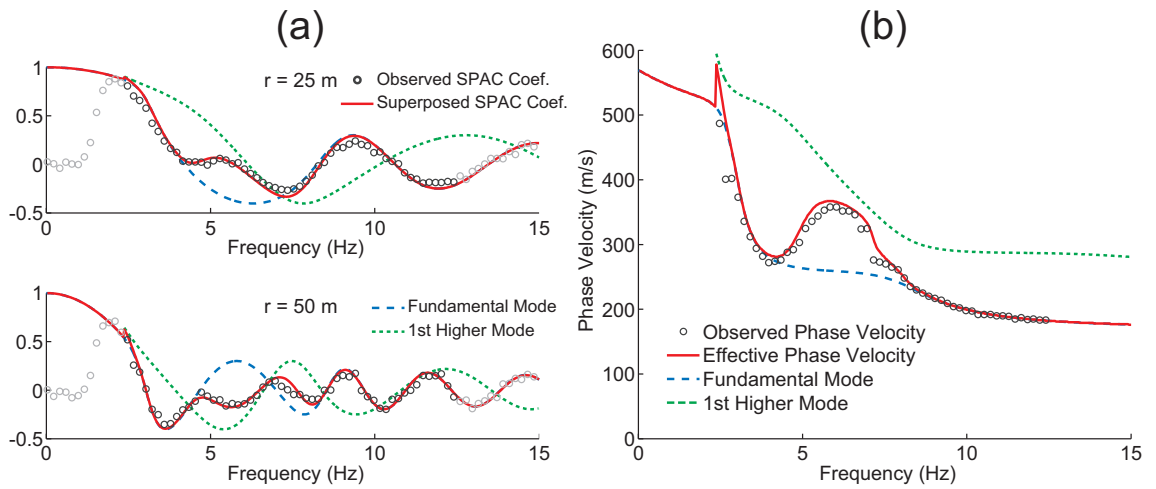 (a)
1
0.5
0
-0.5
r = 25 m
Observed SPAC Coef.
Superposed SPAC Coef.
0 5 10 15
Frequency (Hz)
1
0.5
0
-0.5
r = 50 m
Fundamental Mode
1st Higher Mode
0 5 10 15
Frequency (Hz)
(b)
600
500
400
300
200
100
0
Phase Velocity (m/s)
Observed Phase Velocity
Effective Phase Velocity
Fundamental Mode
1st Higher Mode
0 5 10 15
Frequency (Hz)